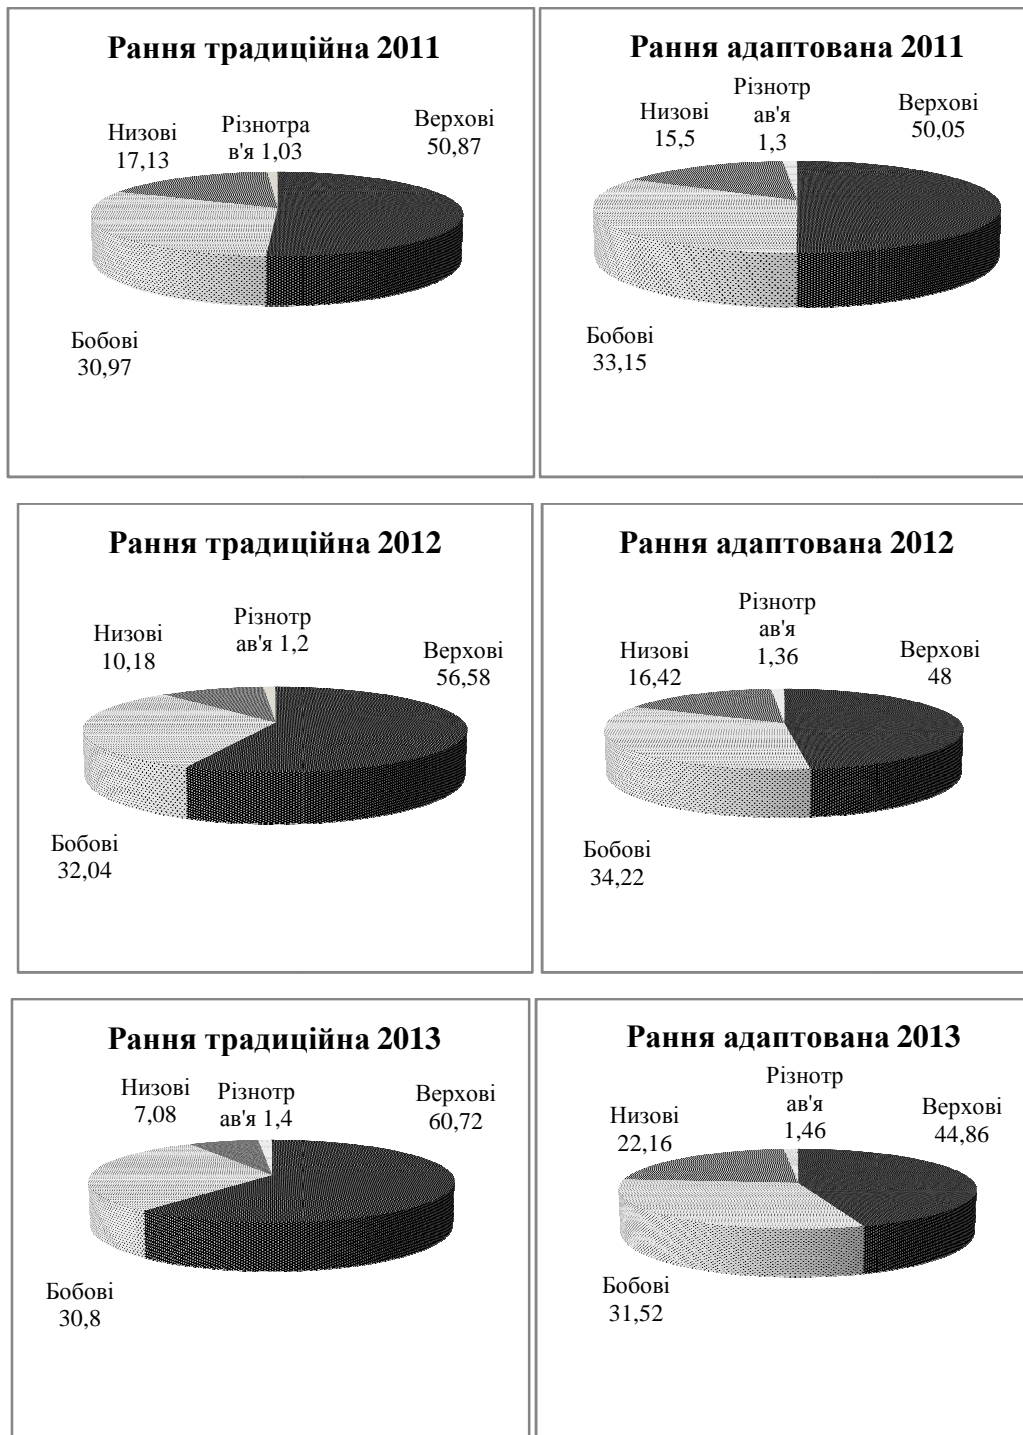 Рання традиційна 2011
Низові
17,13
Різнотра
в'я 1,03
Верхові
50,87
Бобові
30,97
Рання адаптована 2011
Низові
15,5
Різнотр
ав'я
1,3
Верхові
50,05
Бобові
33,15
Рання традиційна 2012
Низові
10,18
Різнотр
ав'я 1,2
Верхові
56,58
Бобові
32,04
Рання адаптована 2012
Низові
16,42
Різнотр
ав'я
1,36
Верхові
48
Бобові
34,22
Рання традиційна 2013
Низові
7,08
Різнотр
ав'я 1,4
Верхові
60,72
Бобові
30,8
Рання адаптована 2013
Низові
22,16
Різнотр
ав'я
1,46
Верхові
44,86
Бобові
31,52